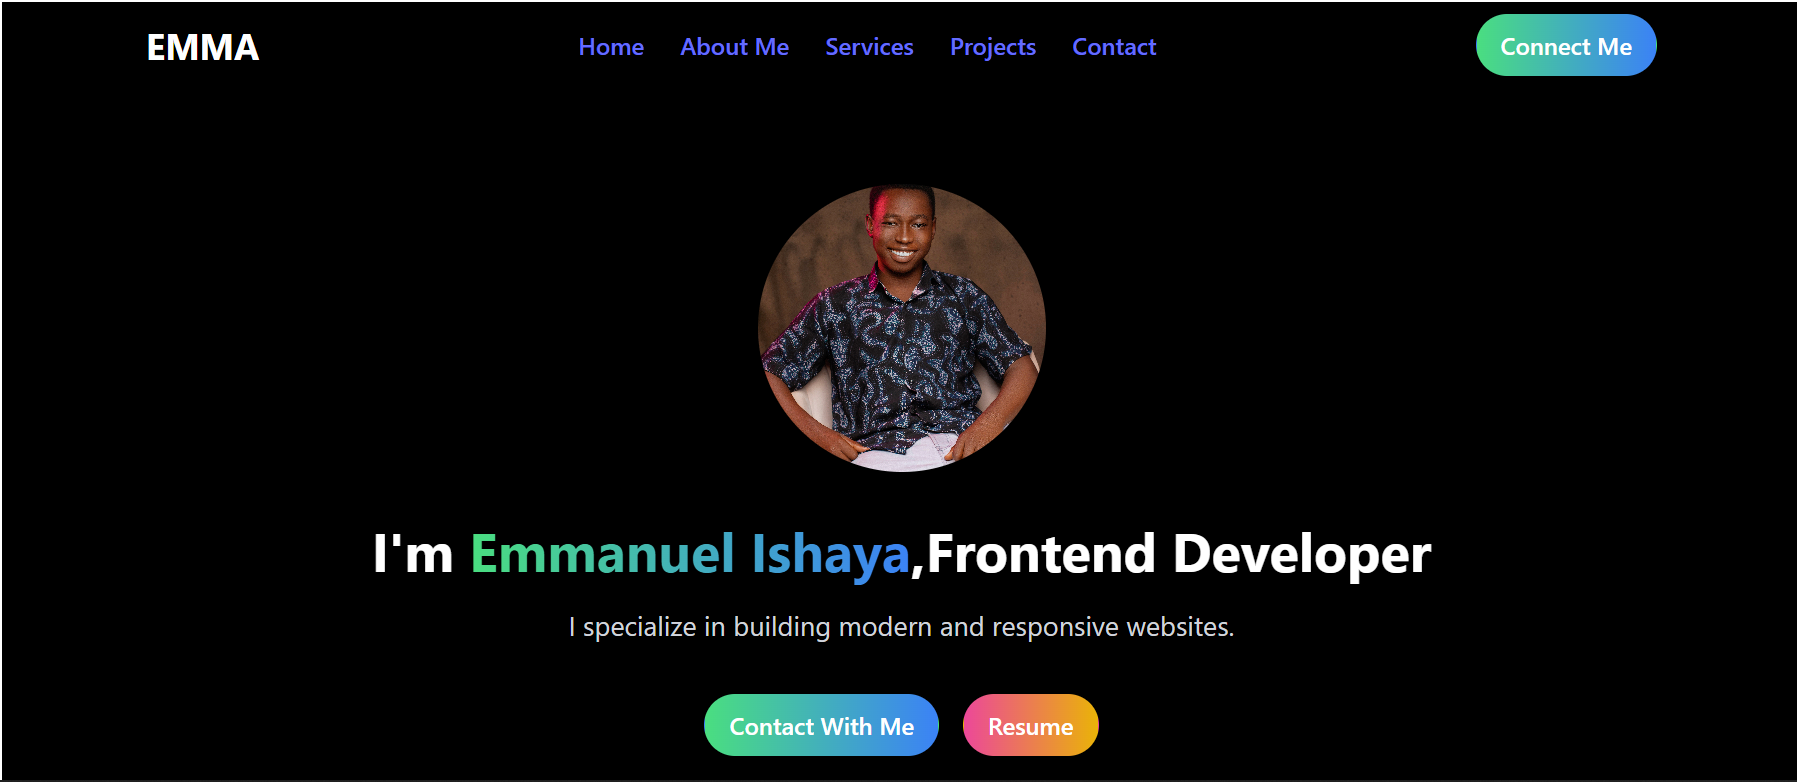 EMMA Home About Me Services Projects Contact Connect Me
I'm Emmanuel Ishaya,Frontend Developer
I specialize in building modern and responsive websites.
Contact With Me Resume